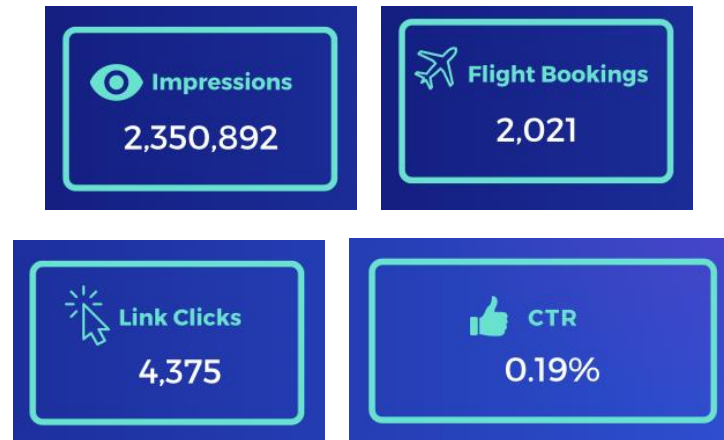 Impressions
2,350,892
Flight Bookings
2,021
Link Clicks
4,375
CTR
0.19%